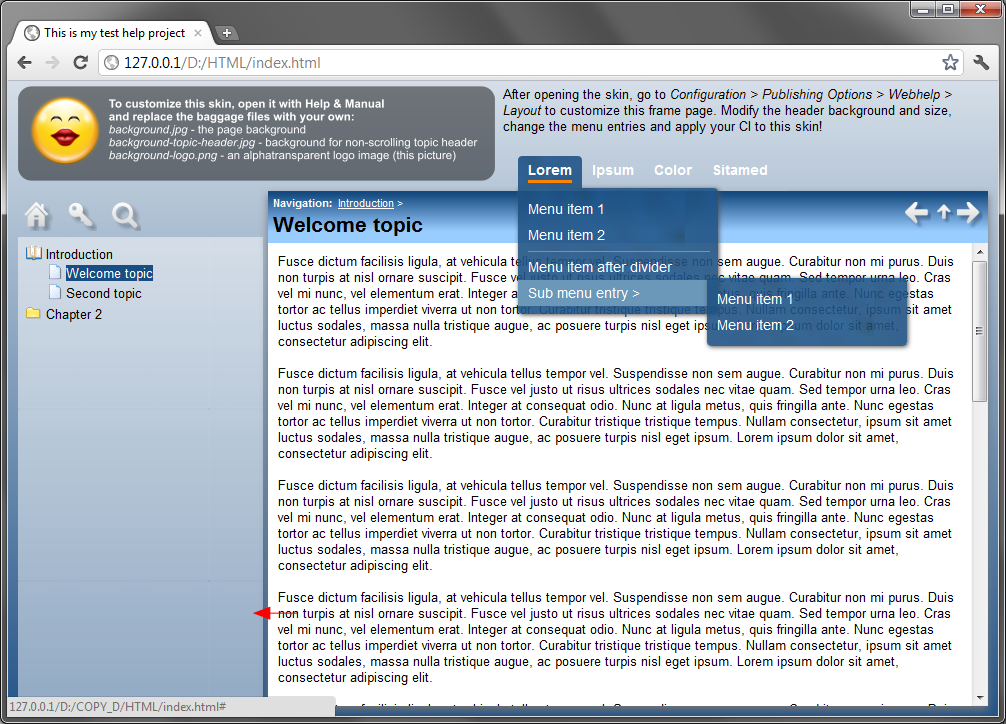 This is my test help project
127.0.0.1/D:/HTML/index.html
To customize this skin, open it with Help & Manual
and replace the baggage files with your own:
background.jpg - the page background
background-topic-header.jpg - background for non-scrolling topic header
background-logo.png - an alphatransparent logo image (this picture)
After opening the skin, go to Configuration > Publishing Options > Webhelp >
Layout to customize this frame page. Modify the header background and size,
change the menu entries and apply your CI to this skin!
Lorem Ipsum Color Sitamed
Menu item 1
Menu item 2
Menu item after divider
Sub menu entry >
Menu item 1
Menu item 2
Introduction
Welcome topic
Second topic
Chapter 2
Navigation: Introduction >
Welcome topic
Fusce dictum facilisis ligula, at vehicula tellus tempor vel. Suspendisse non sem augue. Curabitur non mi purus. Duis
non turpis at nisl ornare suscipit. Fusce vel justo ut risus ultrices sodales nec vitae quam. Sed tempor urna leo. Cras
vel mi nunc, vel elementum erat. Integer a Nunc egestas
tortor ac tellus imperdiet viverra ut non tortor. Curabitur tristique tristique tempus. Nullam consectetur, ipsum sit
luctus sodales, massa nulla tristique augue, ac posuere turpis nisl eget ips sit amet,
consectetur adipiscing elit.
Fusce dictum facilisis ligula, at vehicula tellus tempor vel. Suspendisse non sem augue. Curabitur non mi purus. Duis
non turpis at nisl ornare suscipit. Fusce vel justo ut risus ultrices sodales nec vitae quam. Sed tempor urna leo. Cras
vel mi nunc, vel elementum erat. Integer at consequat odio. Nunc at ligula metus, quis fringilla ante. Nunc egestas
tortor ac tellus imperdiet viverra ut non tortor. Curabitur tristique tristique tempus. Nullam consectetur, ipsum sit amet
luctus sodales, massa nulla tristique augue, ac posuere turpis nisl eget ipsum. Lorem ipsum dolor sit amet,
consectetur adipiscing elit.
Fusce dictum facilisis ligula, at vehicula tellus tempor vel. Suspendisse non sem augue. Curabitur non mi purus. Duis
non turpis at nisl ornare suscipit. Fusce vel justo ut risus ultrices sodales nec vitae quam. Sed tempor urna leo. Cras
vel mi nunc, vel elementum erat. Integer at consequat odio. Nunc at ligula metus, quis fringilla ante. Nunc egestas
tortor ac tellus imperdiet viverra ut non tortor. Curabitur tristique tristique tempus. Nullam consectetur, ipsum sit amet
luctus sodales, massa nulla tristique augue, ac posuere turpis nisl eget ipsum. Lorem ipsum dolor sit amet,
consectetur adipiscing elit.
Fusce dictum facilisis ligula, at vehicula tellus tempor vel. Suspendisse non sem augue. Curabitur non mi purus. Duis
non turpis at nisl ornare suscipit. Fusce vel justo ut risus ultrices sodales nec vitae quam. Sed tempor urna leo. Cras
vel mi nunc, vel elementum erat. Integer at consequat odio. Nunc at ligula metus, quis fringilla ante. Nunc egestas
tortor ac tellus imperdiet viverra ut non tortor. Curabitur tristique tristique tempus. Nullam consectetur, ipsum sit amet
luctus sodales, massa nulla tristique augue, ac posuere turpis nisl eget ipsum. Lorem ipsum dolor sit amet,
consectetur adipiscing elit.
127.0.0.1/D:/COPY_D/HTML/index.html#